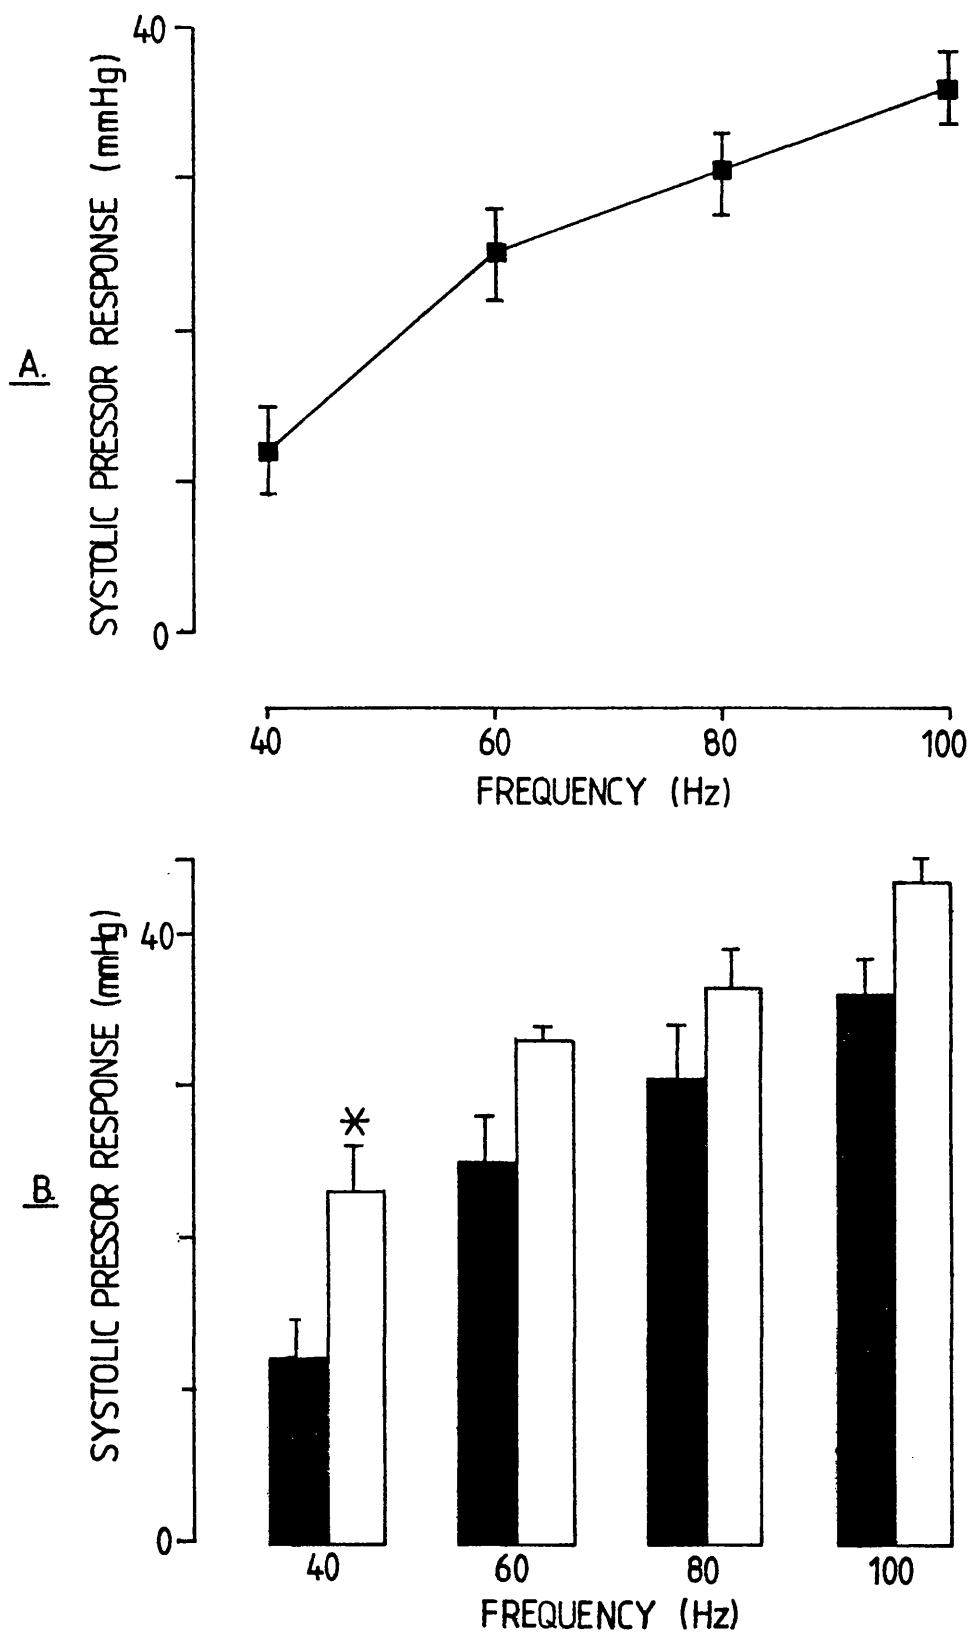 40
SYSTOLIC PRESSOR RESPONSE (mmHg)
A.
0
40 60 80 100
FREQUENCY (Hz)
40
SYSTOLIC PRESSOR RESPONSE (mmHg)
*
B.
0
40 60 80 100
FREQUENCY (Hz)